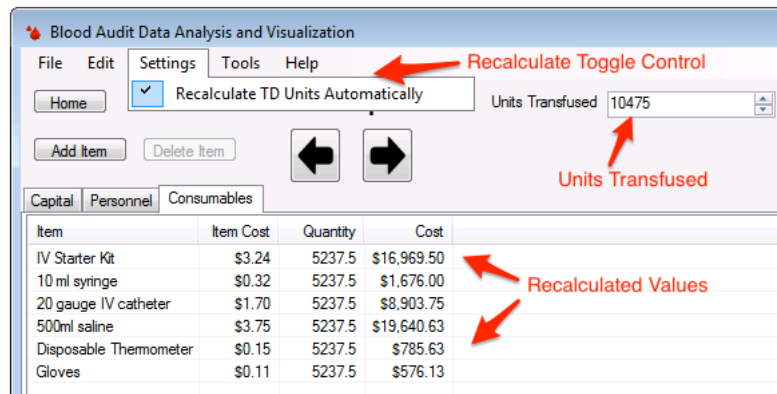 Blood Audit Data Analysis and Visualization
File Edit Settings Tools Help
Recalculate Toggle Control
Home
Recalculate TD Units Automatically
Units Transfused 10475
Add Item Delete Item
Units Transfused
Capital Personnel Consumables
Item Item Cost Quantity Cost
IV Starter Kit $3.24 5237.5 $16,969.50
10 ml syringe $0.32 5237.5 $1,676.00
Recalculated Values
20 gauge IV catheter $1.70 5237.5 $8,903.75
500ml saline $3.75 5237.5 $19,640.63
Disposable Thermometer $0.15 5237.5 $785.63
Gloves $0.11 5237.5 $576.13